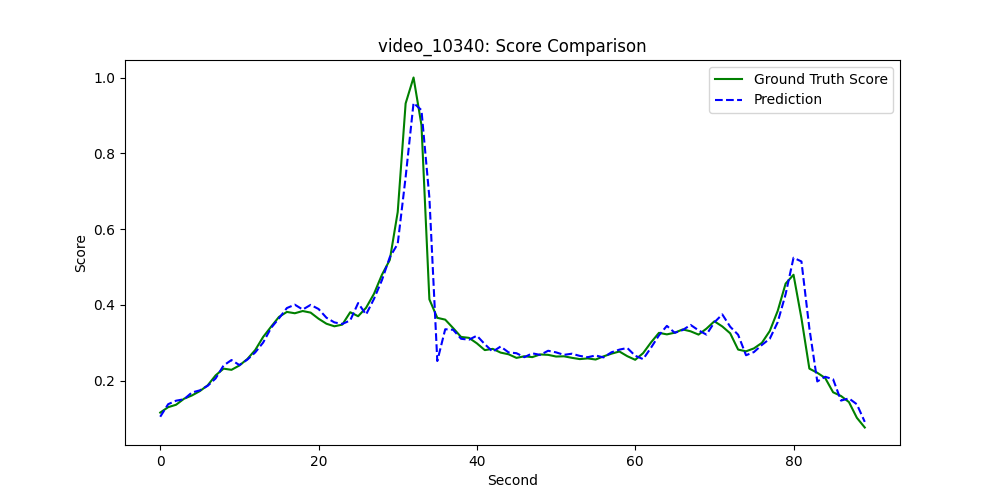 video_10340: Score Comparison
Ground Truth Score
Prediction
Score
1.0
0.8
0.6
0.4
0.2
0 20 40 60 80
Second